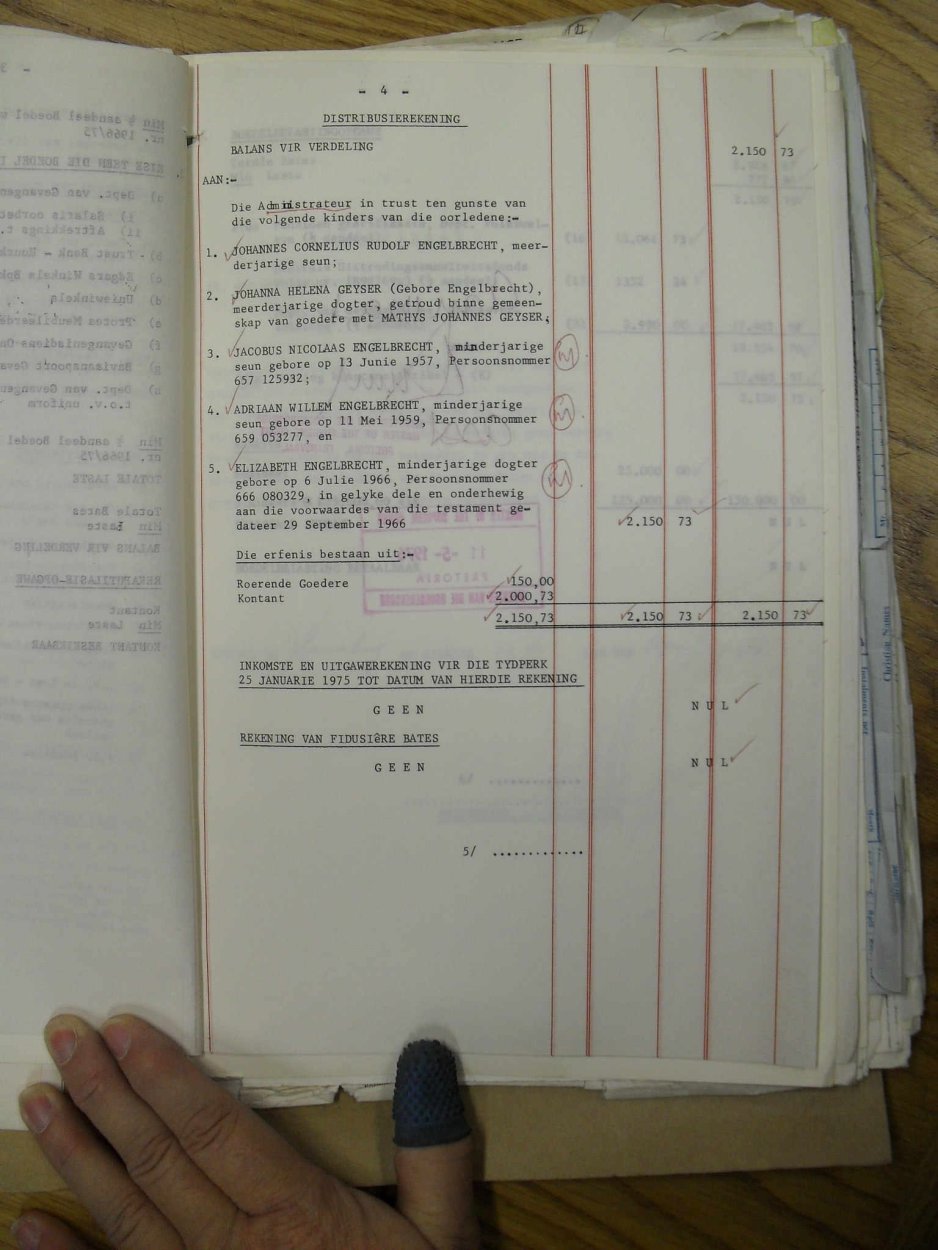 - 4 -
DISTRIBUSIEREKENING
BALANS VIR VERDELING 2.150 73
AAN:-
Die Administrateur in trust ten gunste van
die volgende kinders van die oorledene:-
1. JOHANNES CORNELIUS RUDOLF ENGELBRECHT, meer-
derjarige seun;
2. JOHANNA HELENA GEYSER (Gebore Engelbrecht),
meerderjarige dogter, getroud binne gemeen-
skap van goedere met MATHYS JOHANNES GEYSER;
3. JACOBUS NICOLAAS ENGELBRECHT, minderjarige
seun gebore op 13 Junie 1957, Persoonsnommer
657 125932;
4. ADRIAAN WILLEM ENGELBRECHT, minderjarige
seun gebore op 11 Mei 1959, Persoonsnommer
659 053277, en
5. ELIZABETH ENGELBRECHT, minderjarige dogter
gebore op 6 Julie 1966, Persoonsnommer
666 080329, in gelyke dele en onderhewig
aan die voorwaardes van die testament ge-
dateer 29 September 1966 2.150 73
Die erfenis bestaan uit:-
Roerende Goedere 150,00
Kontant 2.000,73
2.150,73 2.150 73 2.150 73
INKOMSTE EN UITGAWEREKENING VIR DIE TYDPERK
25 JANUARIE 1975 TOT DATUM VAN HIERDIE REKENING
G E E N N U L
REKENING VAN FIDUSIêRE BATES
G E E N N U L
5/ .............